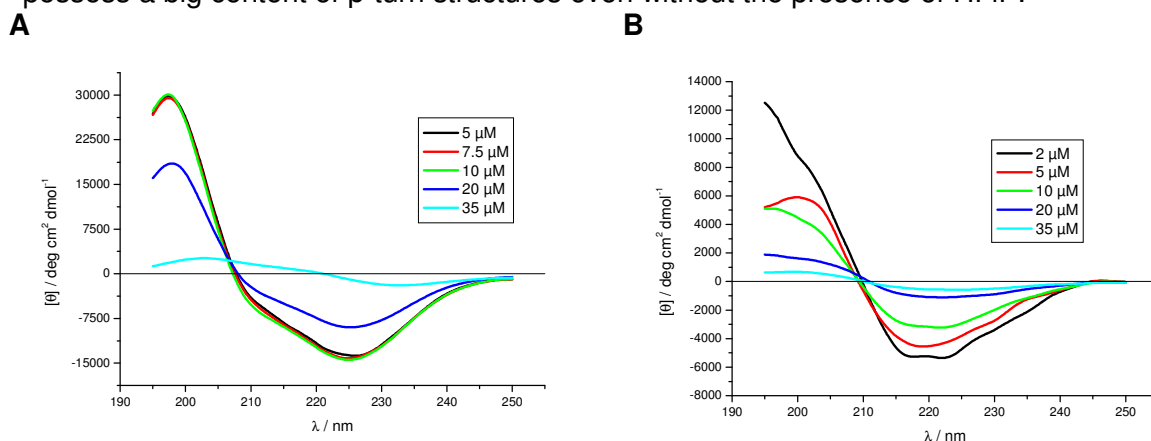 possess a big content of β-turn structures even without the presence of HFIP.
A
B
30000
22500
15000
7500
0
-7500
-15000
[θ] / deg cm² dmol⁻¹
5 µM
7.5 µM
10 µM
20 µM
35 µM
190 200 210 220 230 240 250
λ / nm
14000
12000
10000
8000
6000
4000
2000
0
-2000
-4000
-6000
-8000
[θ] / deg cm² dmol⁻¹
2 µM
5 µM
10 µM
20 µM
35 µM
190 200 210 220 230 240 250
λ / nm